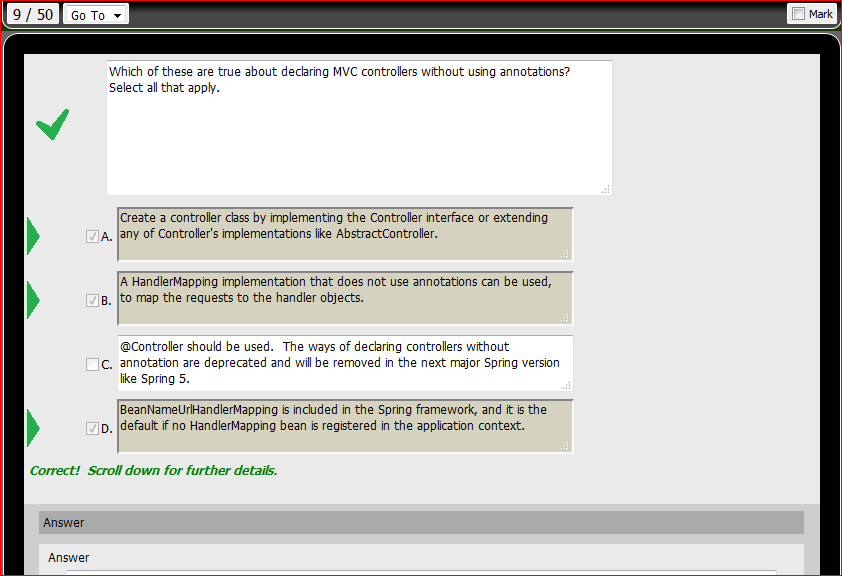 9 / 50 Go To Mark
Which of these are true about declaring MVC controllers without using annotations?
Select all that apply.
A. Create a controller class by implementing the Controller interface or extending
any of Controller's implementations like AbstractController.
B. A HandlerMapping implementation that does not use annotations can be used,
to map the requests to the handler objects.
C. @Controller should be used.  The ways of declaring controllers without
annotation are deprecated and will be removed in the next major Spring version
like Spring 5.
D. BeanNameUrlHandlerMapping is included in the Spring framework, and it is the
default if no HandlerMapping bean is registered in the application context.
Correct!  Scroll down for further details.
Answer
Answer